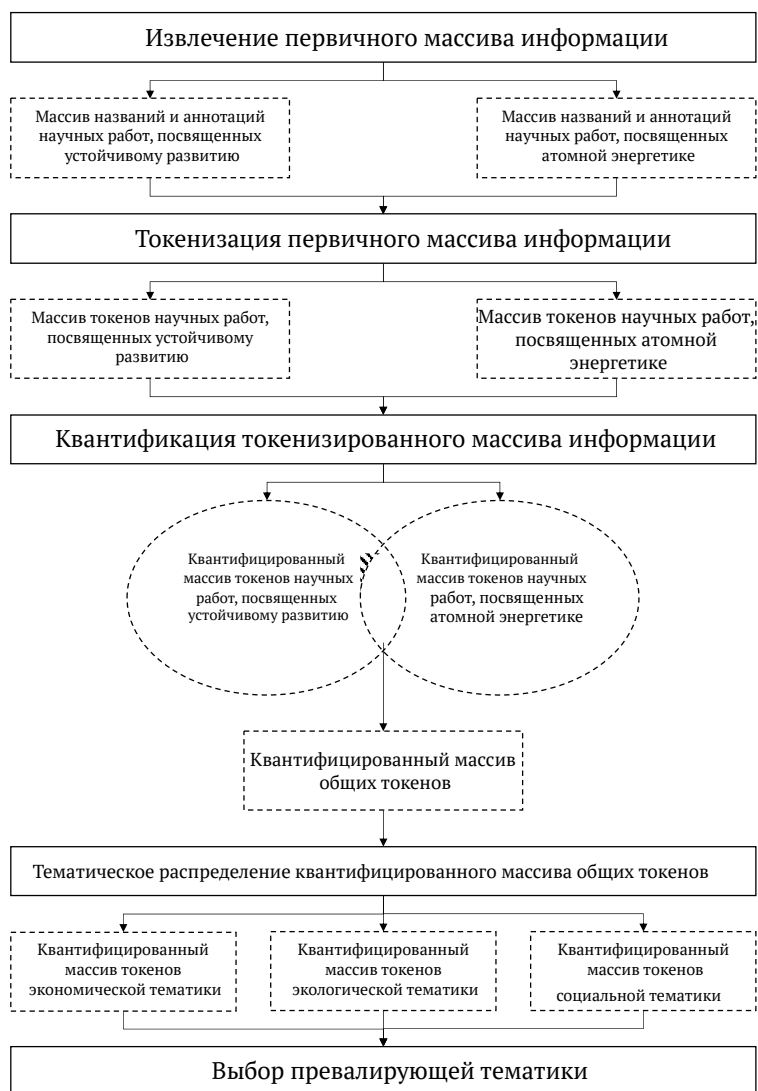 Извлечение первичного массива информации
Массив названий и аннотаций
научных работ, посвященных
устойчивому развитию
Массив названий и аннотаций
научных работ, посвященных
атомной энергетике
Токенизация первичного массива информации
Массив токенов научных работ,
посвященных устойчивому
развитию
Массив токенов научных работ,
посвященных атомной
энергетике
Квантификация токенизированного массива информации
Квантифицированный
массив токенов научных
работ, посвященных
устойчивому развитию
Квантифицированный
массив токенов научных
работ, посвященных
атомной энергетике
Квантифицированный массив
общих токенов
Тематическое распределение квантифицированного массива общих токенов
Квантифицированный
массив токенов
экономической тематики
Квантифицированный
массив токенов
экологической тематики
Квантифицированный
массив токенов
социальной тематики
Выбор превалирующей тематики